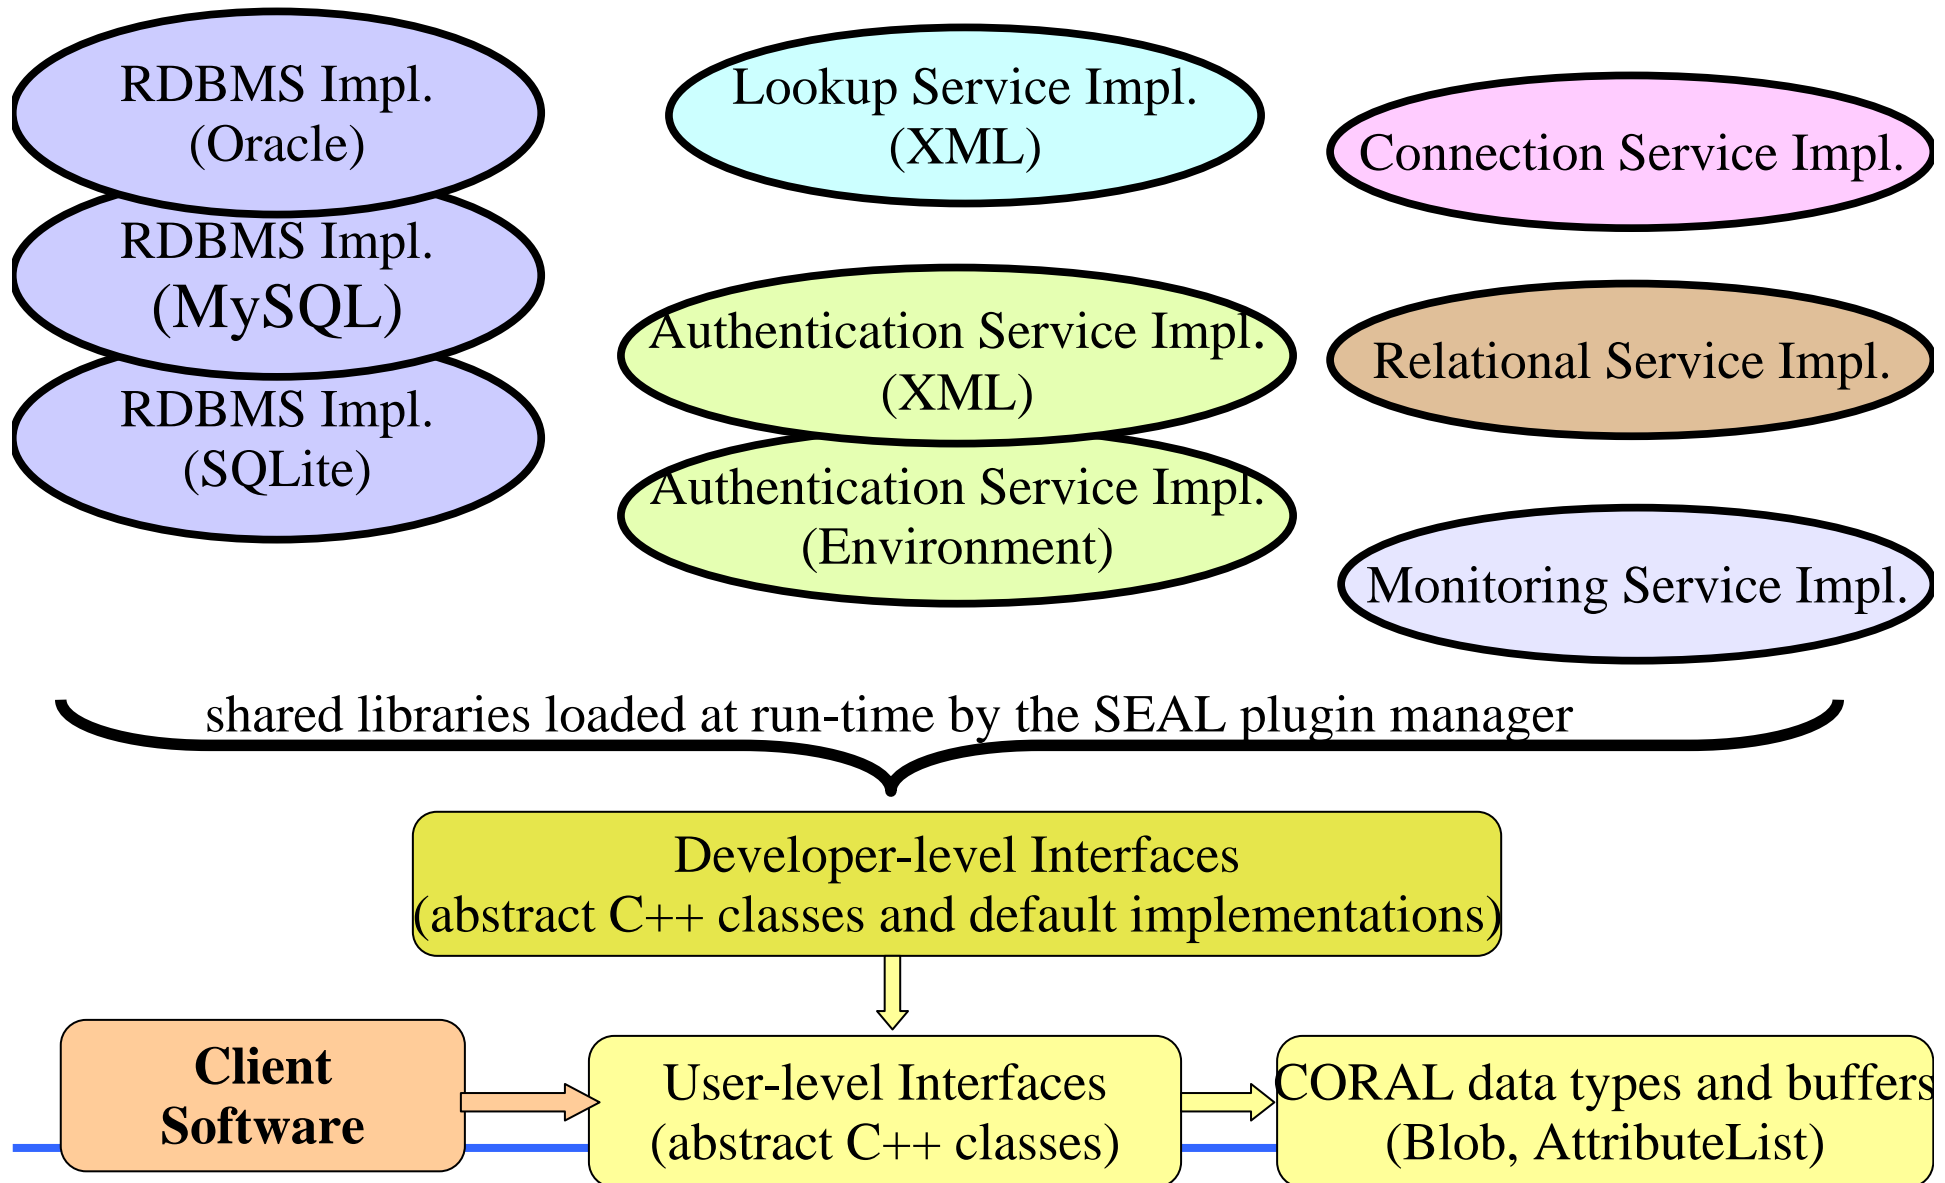 RDBMS Impl.
(Oracle)
RDBMS Impl.
(MySQL)
RDBMS Impl.
(SQLite)
Lookup Service Impl.
(XML)
Authentication Service Impl.
(XML)
Authentication Service Impl.
(Environment)
Connection Service Impl.
Relational Service Impl.
Monitoring Service Impl.
shared libraries loaded at run-time by the SEAL plugin manager
Developer-level Interfaces
(abstract C++ classes and default implementations)
Client
Software
User-level Interfaces
(abstract C++ classes)
CORAL data types and buffers
(Blob, AttributeList)